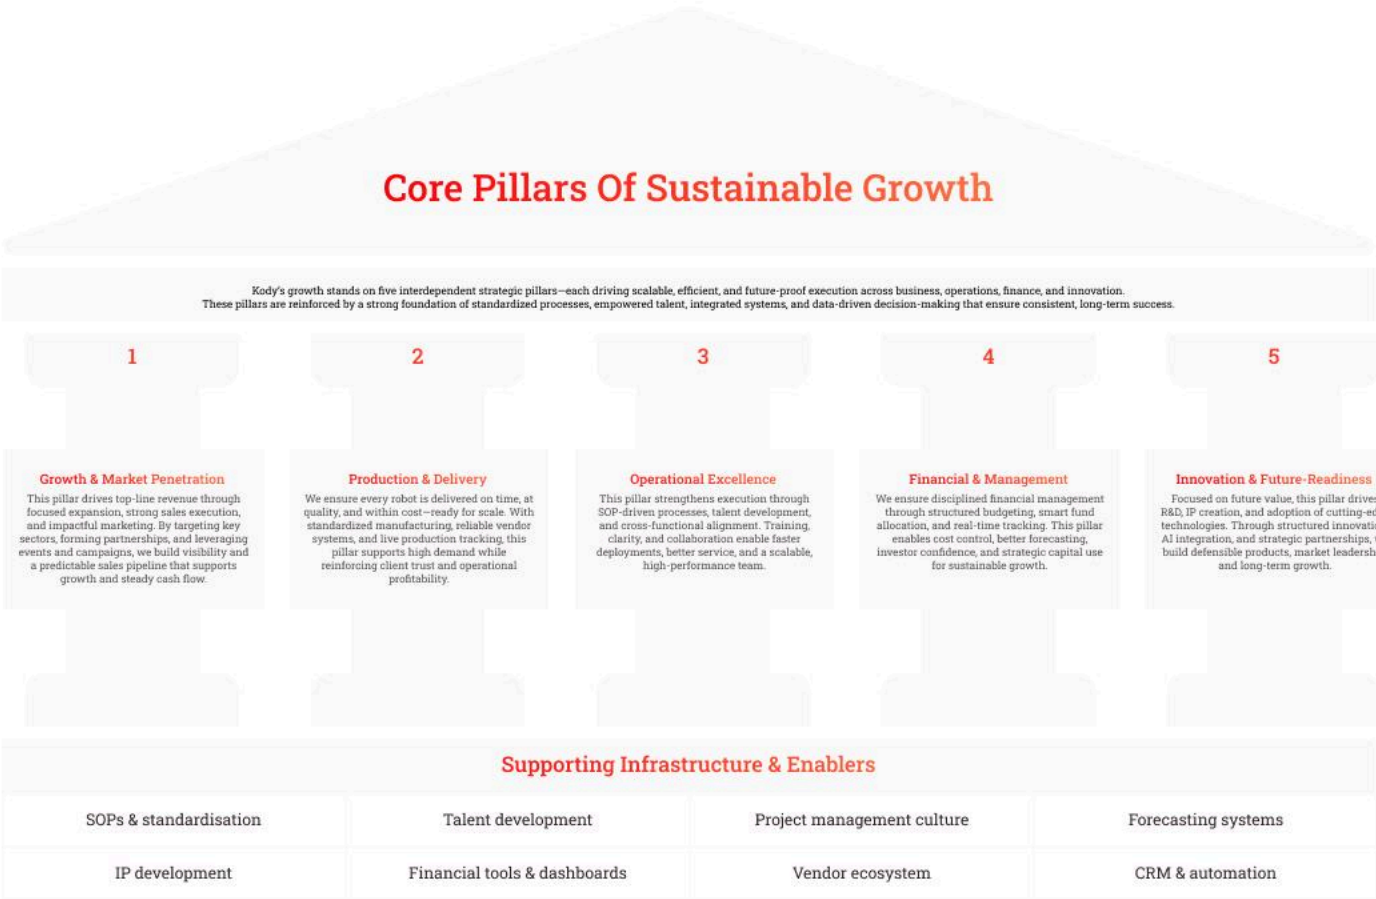 Core Pillars Of Sustainable Growth
Kody's growth stands on five interdependent strategic pillars—each driving scalable, efficient, and future-proof execution across business, operations, finance, and innovation.
These pillars are reinforced by a strong foundation of standardized processes, empowered talent, integrated systems, and data-driven decision-making that ensure consistent, long-term success.
1
Growth & Market Penetration
This pillar drives top-line revenue through
focused expansion, strong sales execution,
and impactful marketing. By targeting key
sectors, forming partnerships, and leveraging
events and campaigns, we build visibility and
a predictable sales pipeline that supports
growth and steady cash flow.
2
Production & Delivery
We ensure every robot is delivered on time, at
quality, and within cost—ready for scale. With
standardized manufacturing, reliable vendor
systems, and live production tracking, this
pillar supports high demand while
reinforcing client trust and operational
profitability.
3
Operational Excellence
This pillar strengthens execution through
SOP-driven processes, talent development,
and cross-functional alignment. Training,
clarity, and collaboration enable faster
deployments, better service, and a scalable,
high-performance team.
4
Financial & Management
We ensure disciplined financial management
through structured budgeting, smart fund
allocation, and real-time tracking. This pillar
enables cost control, better forecasting,
investor confidence, and strategic capital use
for sustainable growth.
5
Innovation & Future-Readiness
Focused on future value, this pillar drives
R&D, IP creation, and adoption of
technologies. Through structured
AI integration, and strategic partnerships,
build defensible products, market
and long-term growth.
Supporting Infrastructure & Enablers
SOPs & standardisation
Talent development
Project management culture
Forecasting systems
IP development
Financial tools & dashboards
Vendor ecosystem
CRM & automation